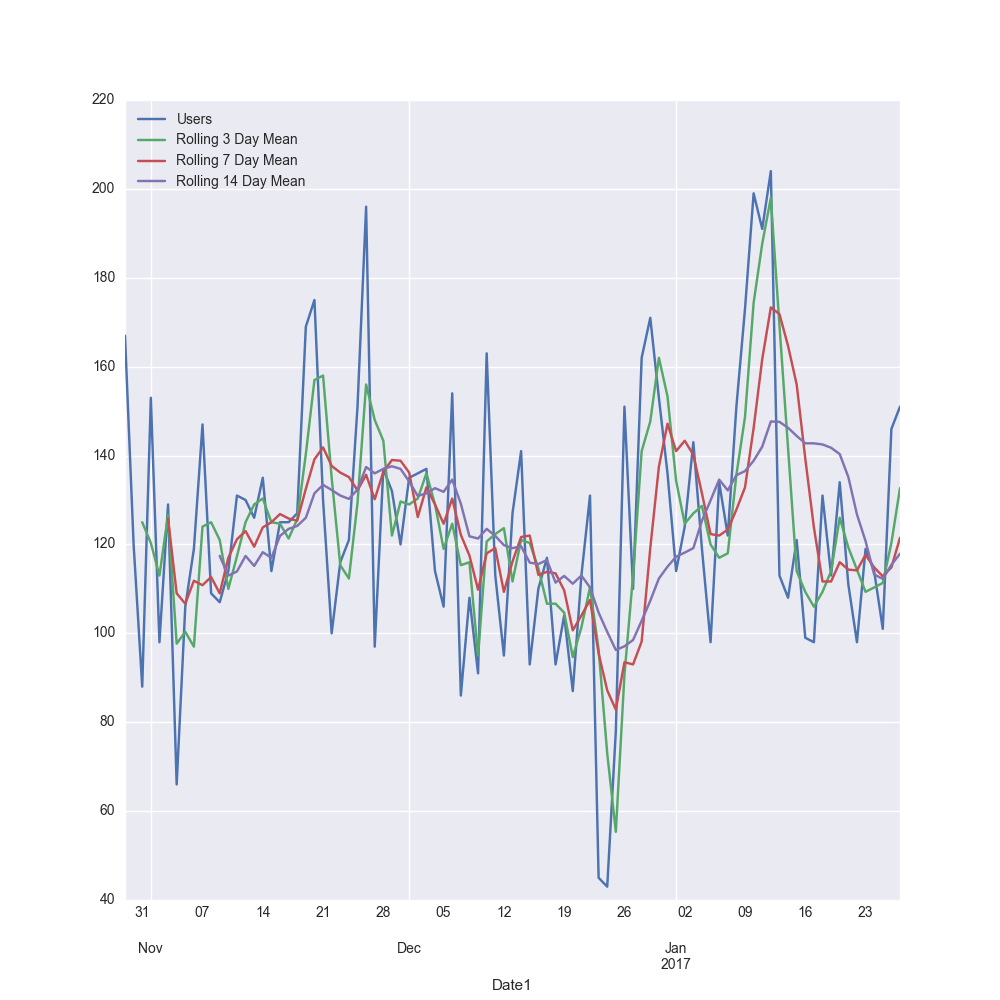 220
Users
Rolling 3 Day Mean
Rolling 7 Day Mean
Rolling 14 Day Mean
200
180
160
140
120
100
80
60
40
31 07 14 21 28 05 12 19 26 02 09 16 23
Nov Dec Jan
2017
Date1